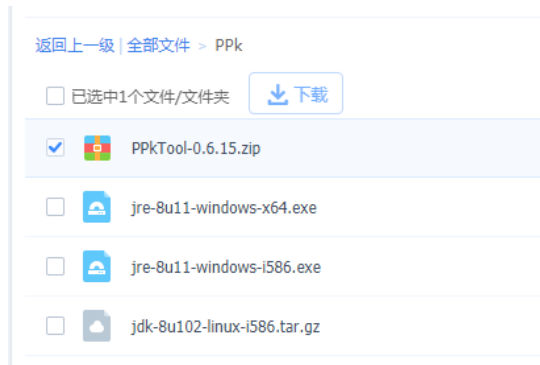 返回上一级 | 全部文件 > PPk
已选中1个文件/文件夹 下载
PPkTool-0.6.15.zip
jre-8u11-windows-x64.exe
jre-8u11-windows-i586.exe
jdk-8u102-linux-i586.tar.gz